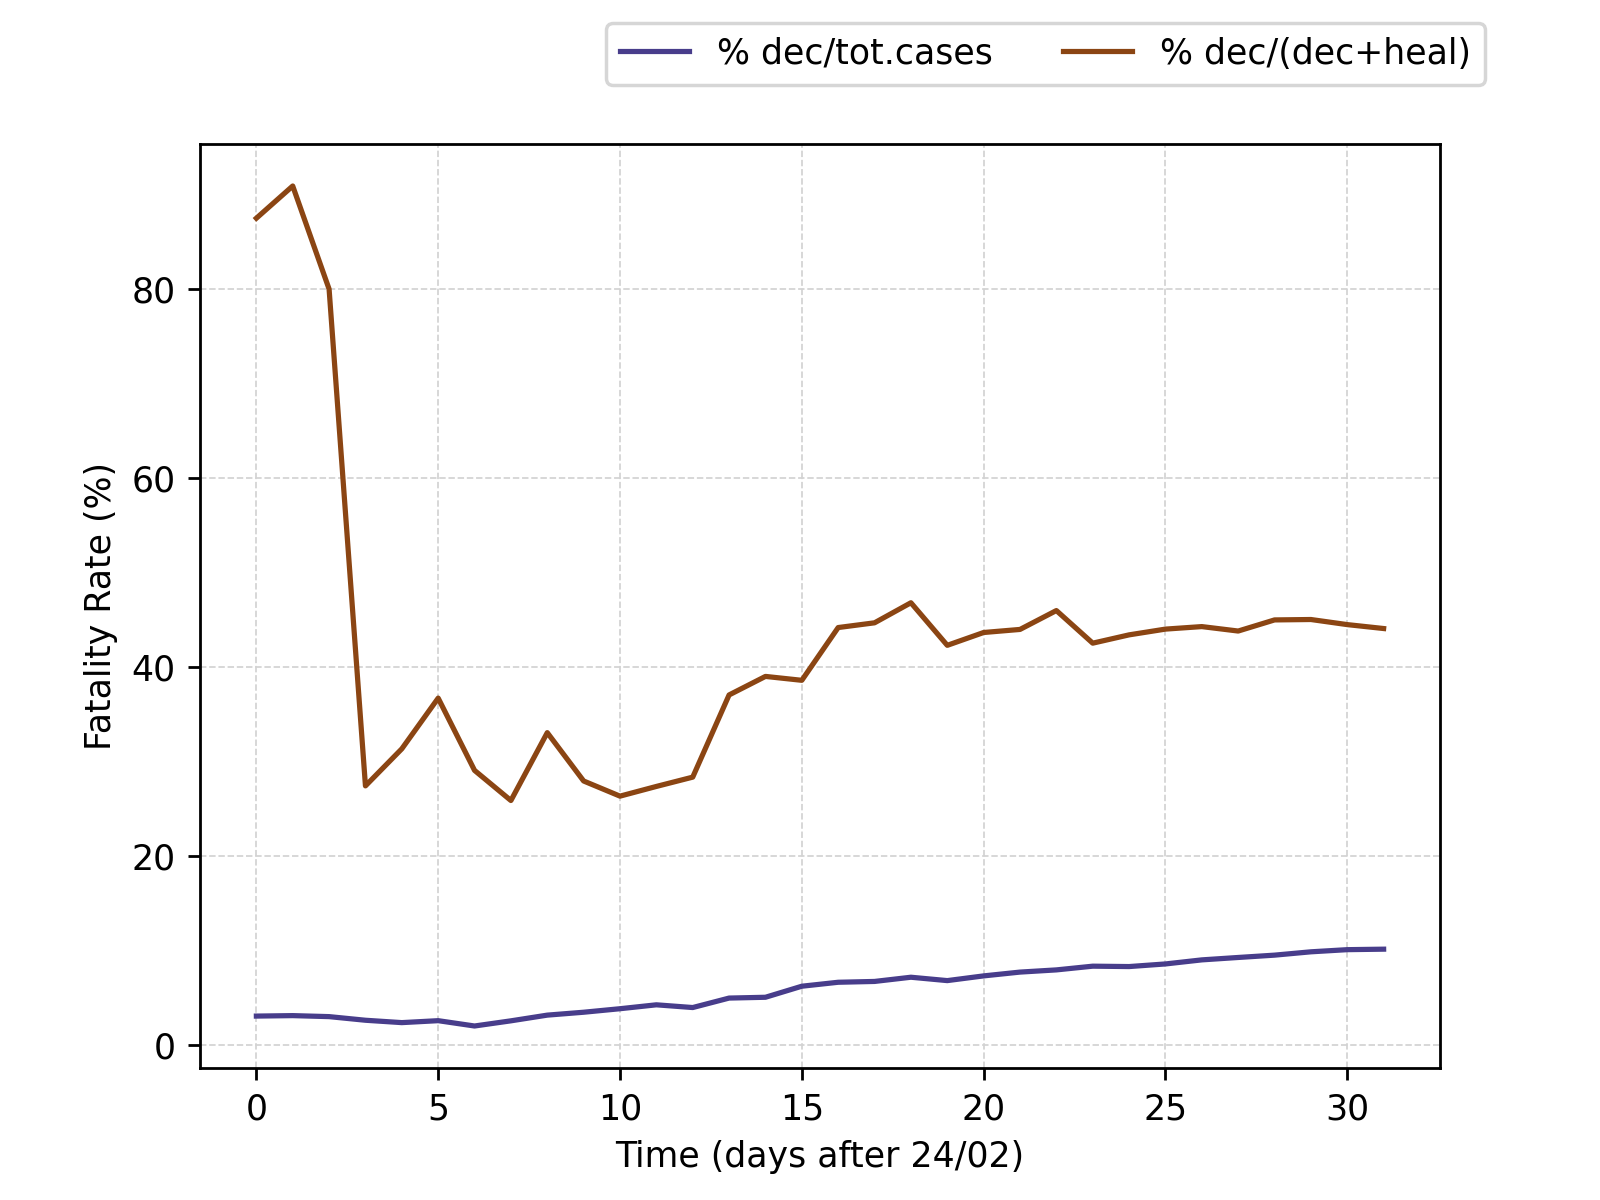 % dec/tot.cases % dec/(dec+heal)
80
60
40
20
0
Fatality Rate (%)
0 5 10 15 20 25 30
Time (days after 24/02)